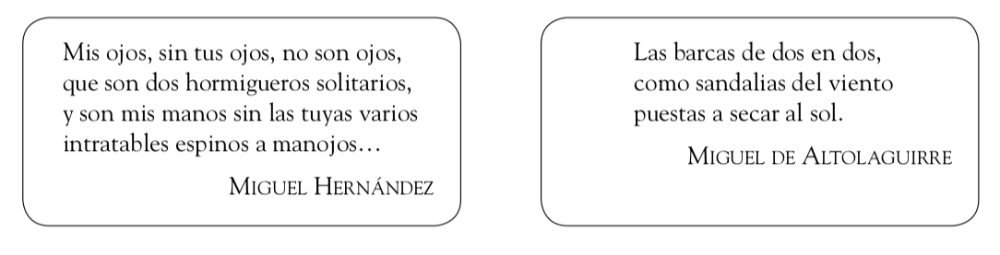 Mis ojos, sin tus ojos, no son ojos,
que son dos hormigueros solitarios,
y son mis manos sin las tuyas varios
intratables espinos a manojos…
MIGUEL HERNÁNDEZ
Las barcas de dos en dos,
como sandalias del viento
puestas a secar al sol.
MIGUEL DE ALTOLAGUIRRE